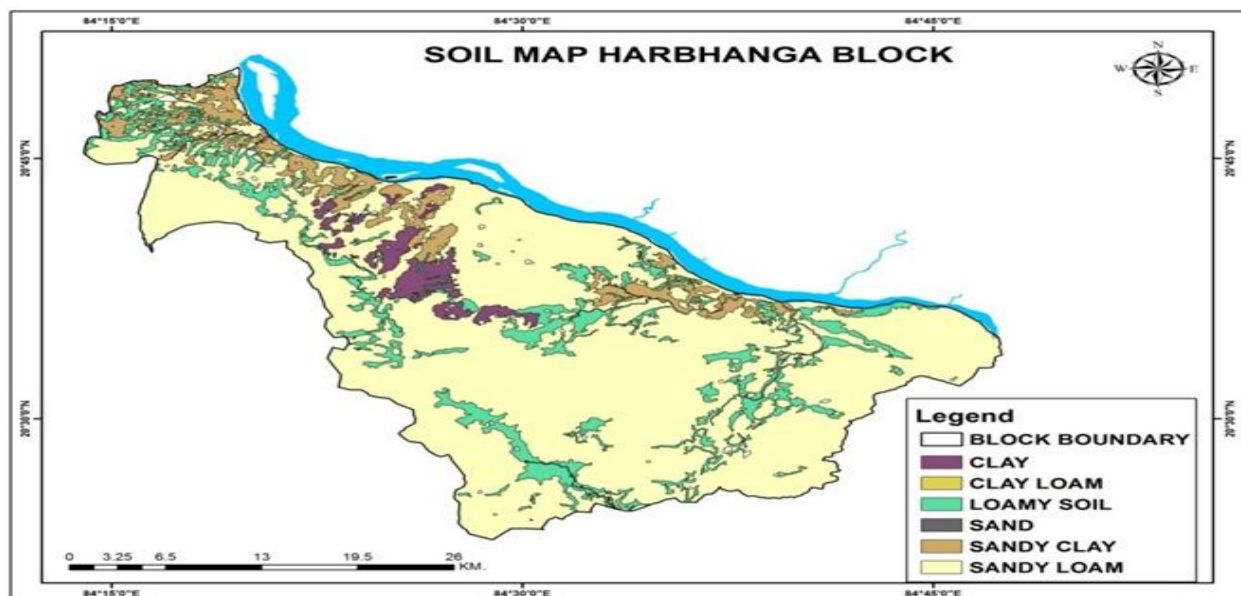 84°15'0"E 84°30'0"E 84°45'0"E
SOIL MAP HARBHANGA BLOCK
N
W E
S
20°45'0"N 20°45'0"N
20°30'0"N 20°30'0"N
Legend
BLOCK BOUNDARY
CLAY
CLAY LOAM
LOAMY SOIL
SAND
SANDY CLAY
SANDY LOAM
0 3.25 6.5 13 19.5 26
KM.
84°15'0"E 84°30'0"E 84°45'0"E